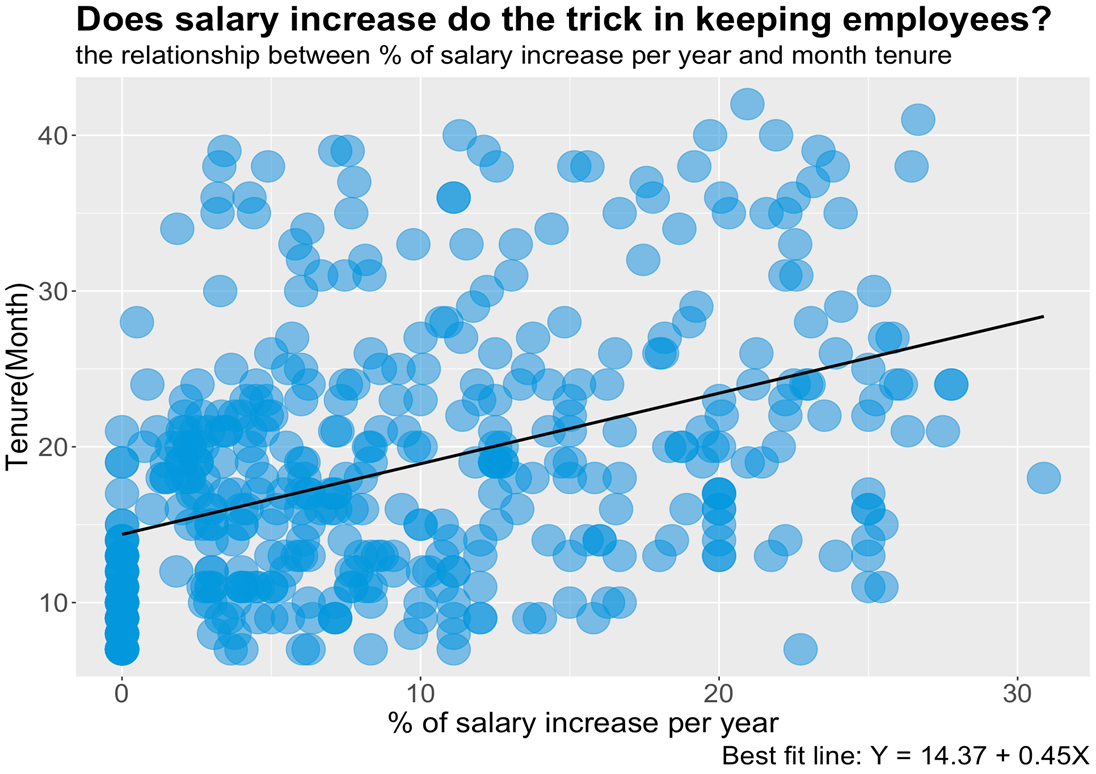 Does salary increase do the trick in keeping employees?
the relationship between % of salary increase per year and month tenure
Tenure(Month)
40
30
20
10
0 10 20 30
% of salary increase per year
Best fit line: Y = 14.37 + 0.45X